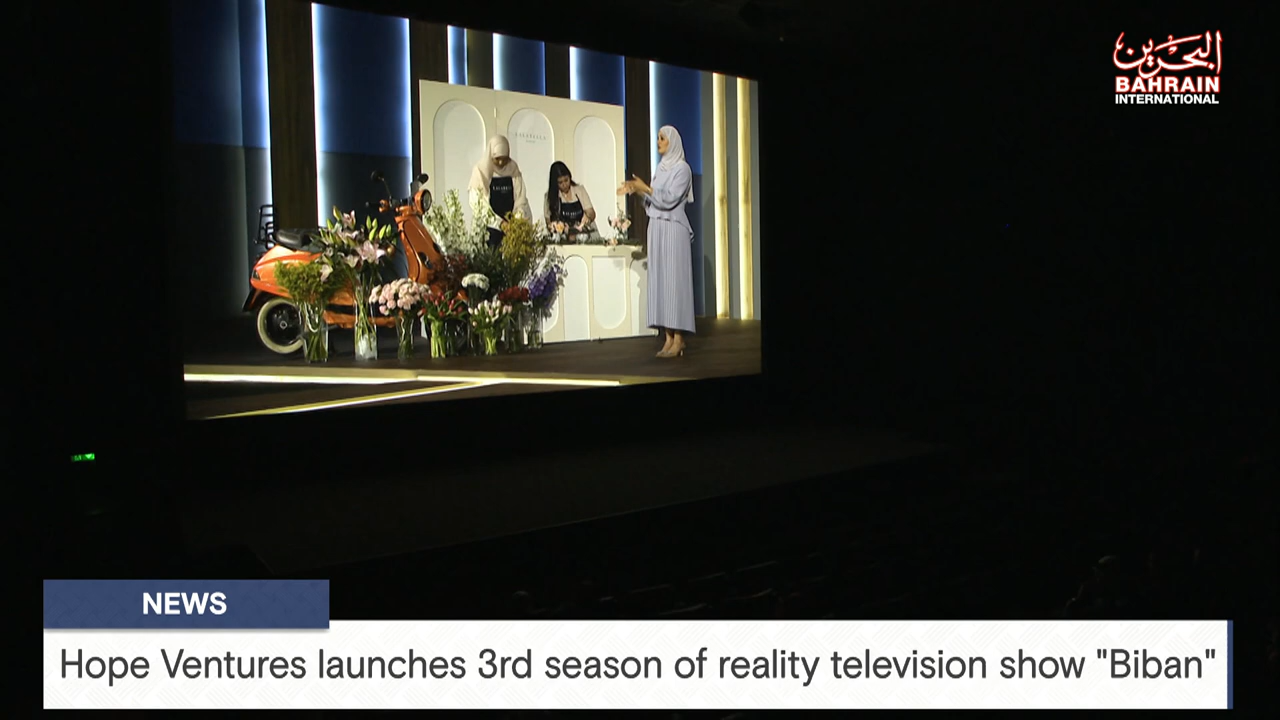 البحرين
BAHRAIN
INTERNATIONAL
NEWS
Hope Ventures launches 3rd season of reality television show "Biban"